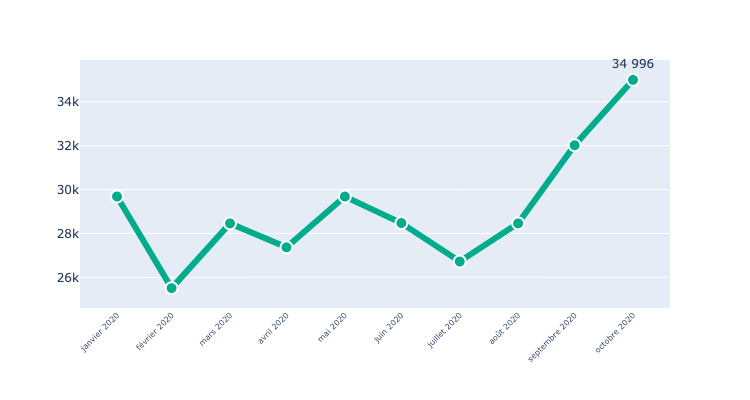 34 996
34k
32k
30k
28k
26k
janvier 2020
février 2020
mars 2020
avril 2020
mai 2020
juin 2020
juillet 2020
août 2020
septembre 2020
octobre 2020